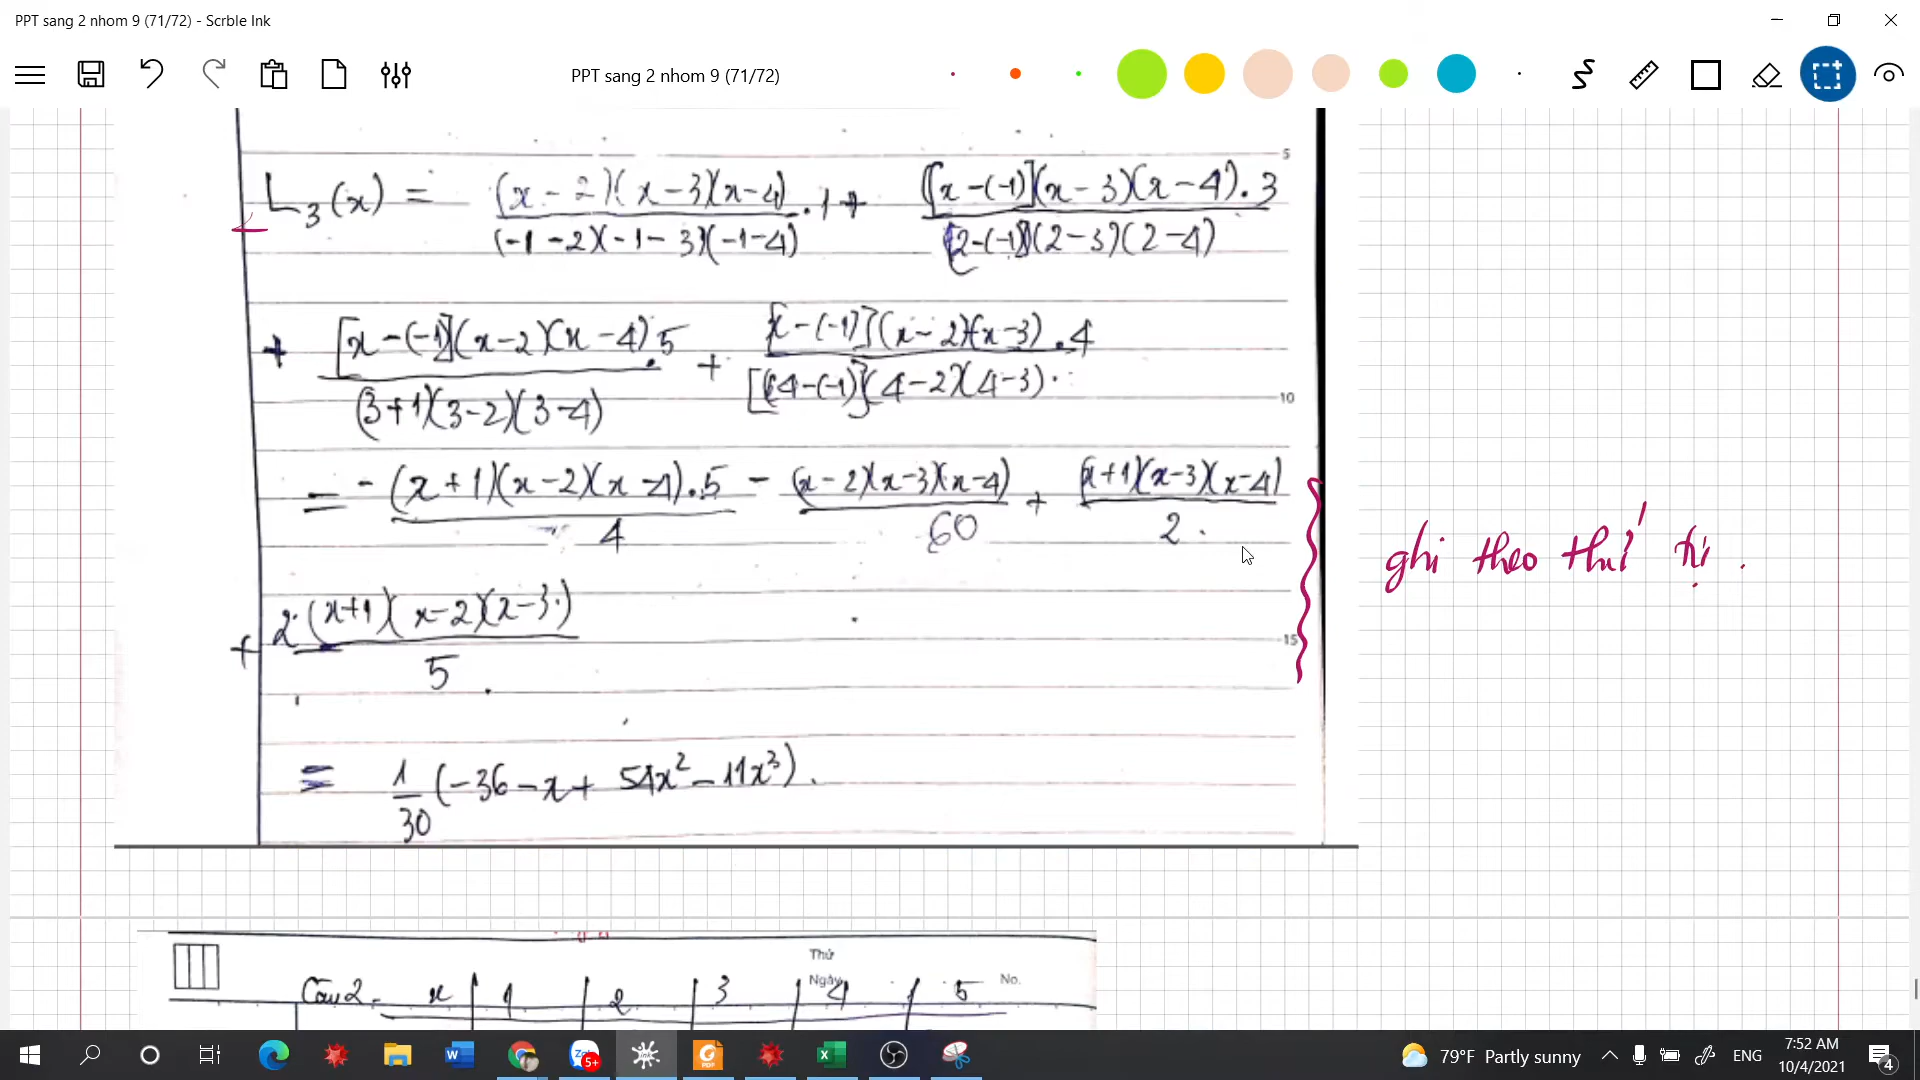 PPT sang 2 nhom 9 (71/72) - Scrble Ink
PPT sang 2 nhom 9 (71/72)
5
L₃(x) = (x-2)(x-3)(x-4)/(-1-2)(-1-3)(-1-4) .1 + [x-(-1)](x-3)(x-4).3/[2-(-1)](2-3)(2-4)
+ [x-(-1)](x-2)(x-4).5/(3+1)(3-2)(3-4) + [x-(-1)](x-2)(x-3).4/[(4-(-1)](4-2)(4-3).
10
= - (x+1)(x-2)(x-4).5/4 - (x-2)(x-3)(x-4)/60 + (x+1)(x-3)(x-4)/2.
ghi theo thứ tự.
+ 2.(x+1)(x-2)(x-3)/5.
15
= 1/30 (-36 - x + 54x² - 11x³).
Thứ
Ngày
No.
Câu 2. x | 1 | 2 | 3 | 4 | 5
5+
79°F Partly sunny
ENG
7:52 AM
10/4/2021
4